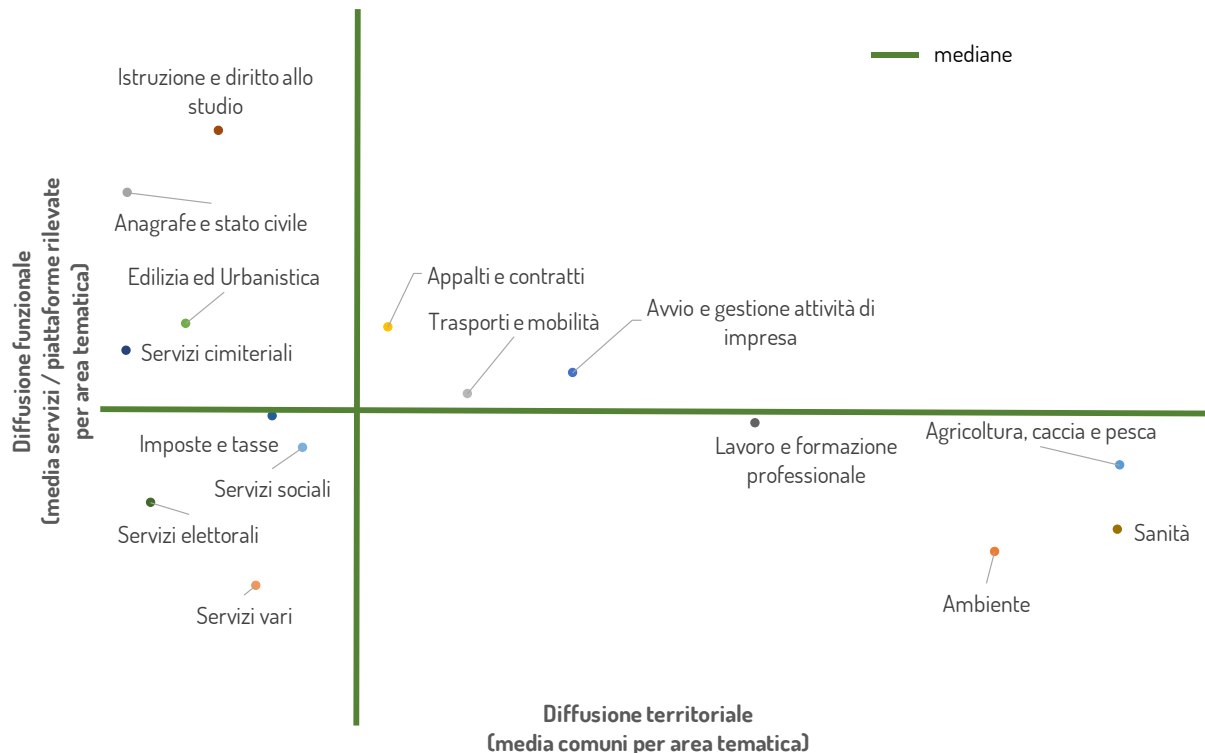 mediane
Istruzione e diritto allo
studio
Anagrafe e stato civile
Edilizia ed Urbanistica
Servizi cimiteriali
Appalti e contratti
Trasporti e mobilità
Avvio e gestione attività di
impresa
Diffusione funzionale
(media servizi / piattaforme rilevate
per area tematica)
Imposte e tasse
Servizi sociali
Servizi elettorali
Servizi vari
Lavoro e formazione
professionale
Agricoltura, caccia e pesca
Sanità
Ambiente
Diffusione territoriale
(media comuni per area tematica)